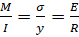 M/I = σ/y = E/R